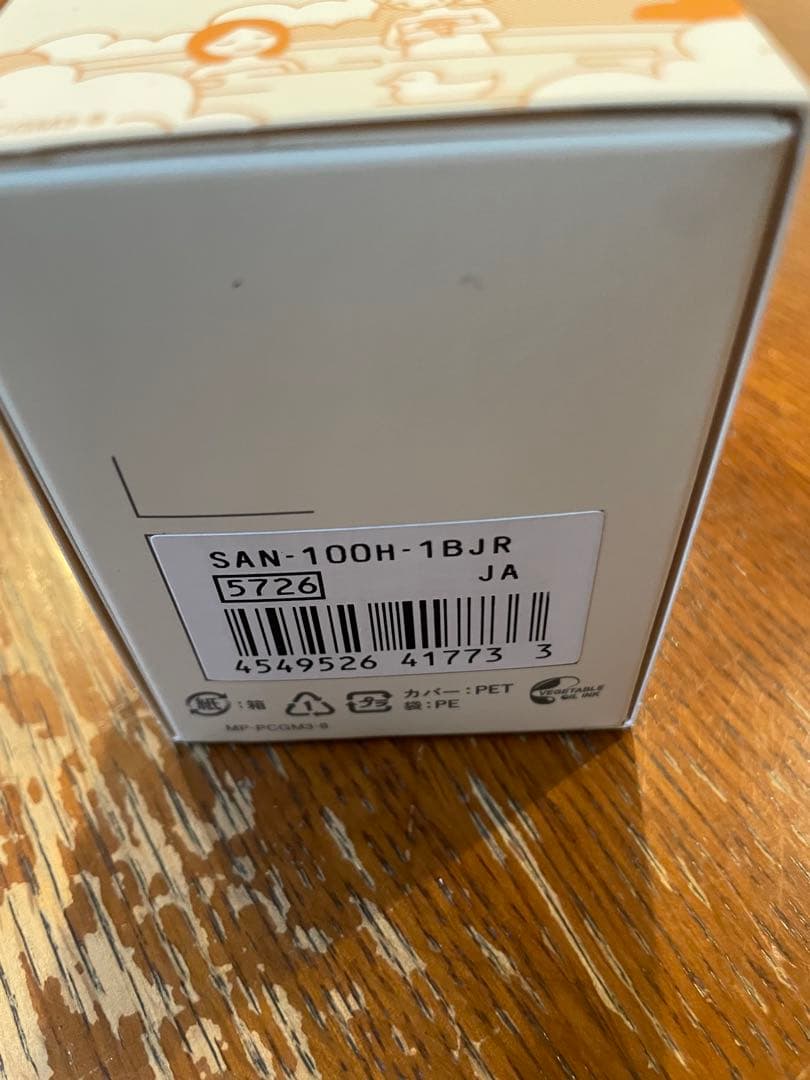 SAN-100H-1BJR
5726 JA
4549526 41773 3
紙 : 箱 1 プラ カバー : PET
袋 : PE
VEGETABLE
OIL INK
MP-PCGM3-8